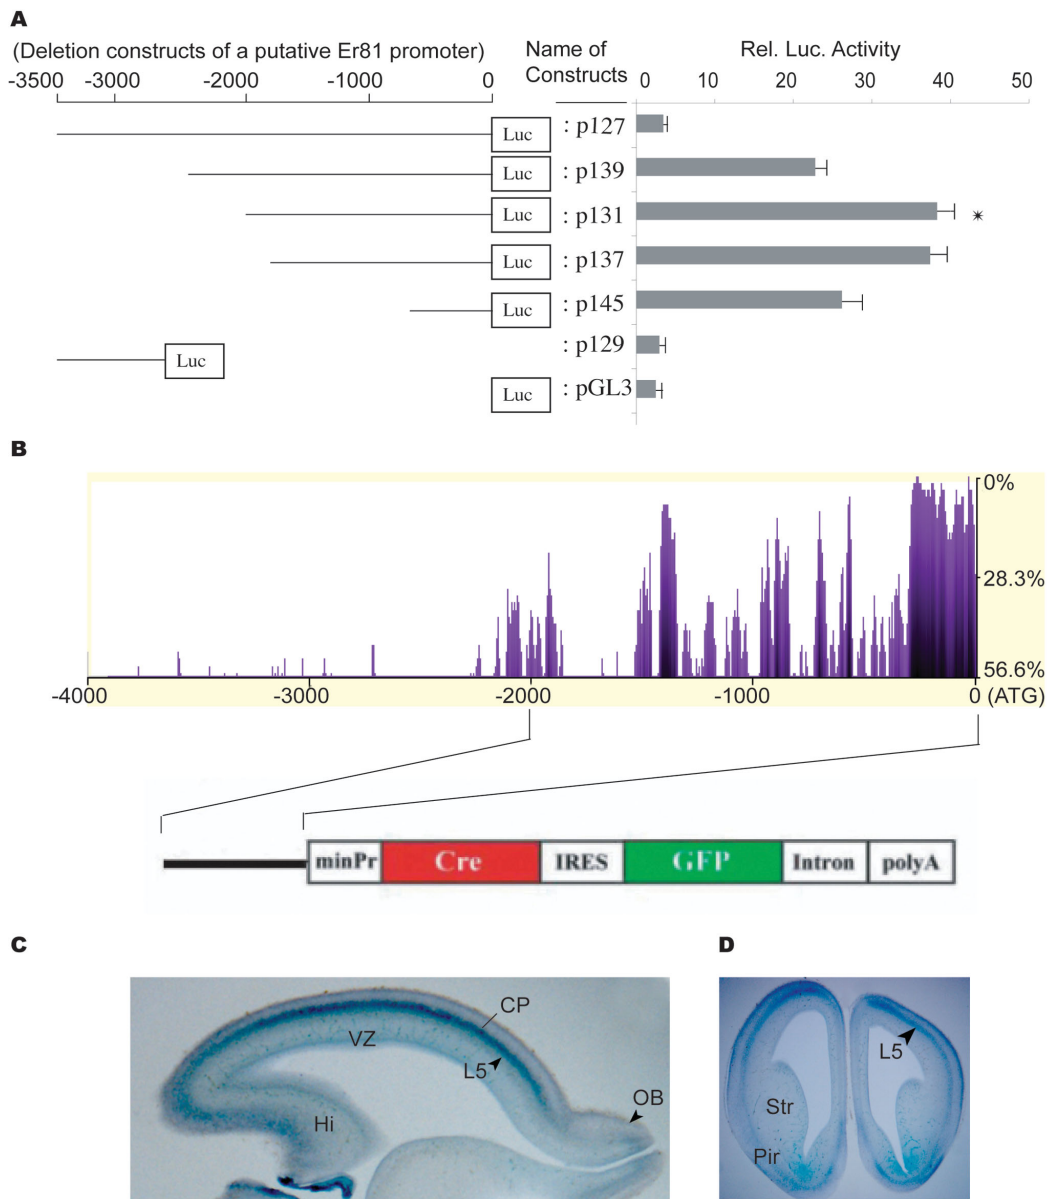 A
(Deletion constructs of a putative Er81 promoter)
Name of Constructs
Rel. Luc. Activity
-3500 -3000 -2000 -1000 0
0 10 20 30 40 50
Luc : p127
Luc : p139
Luc : p131 *
Luc : p137
Luc : p145
Luc : p129
Luc : pGL3
B
0%
28.3%
56.6%
-4000 -3000 -2000 -1000 0 (ATG)
minPr Cre IRES GFP Intron polyA
C
CP
VZ
L5
OB
Hi
D
L5
Str
Pir